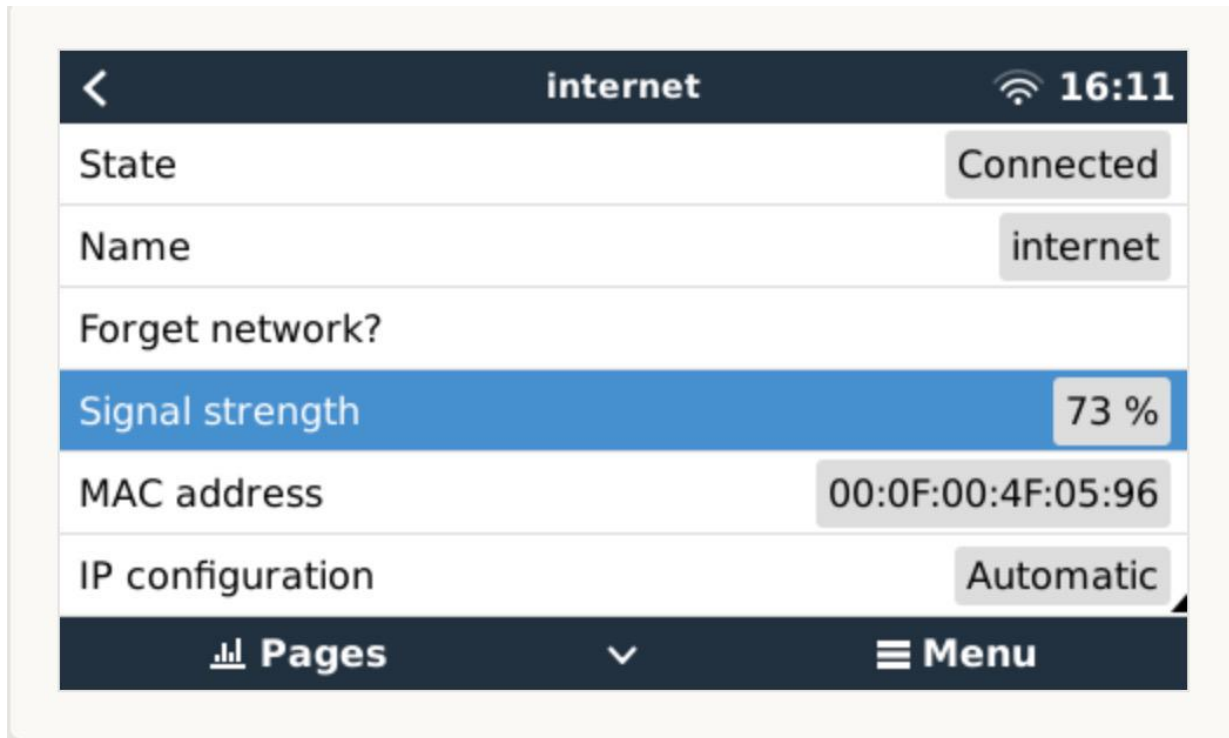 internet 16:11
State Connected
Name internet
Forget network?
Signal strength 73 %
MAC address 00:0F:00:4F:05:96
IP configuration Automatic
Pages Menu